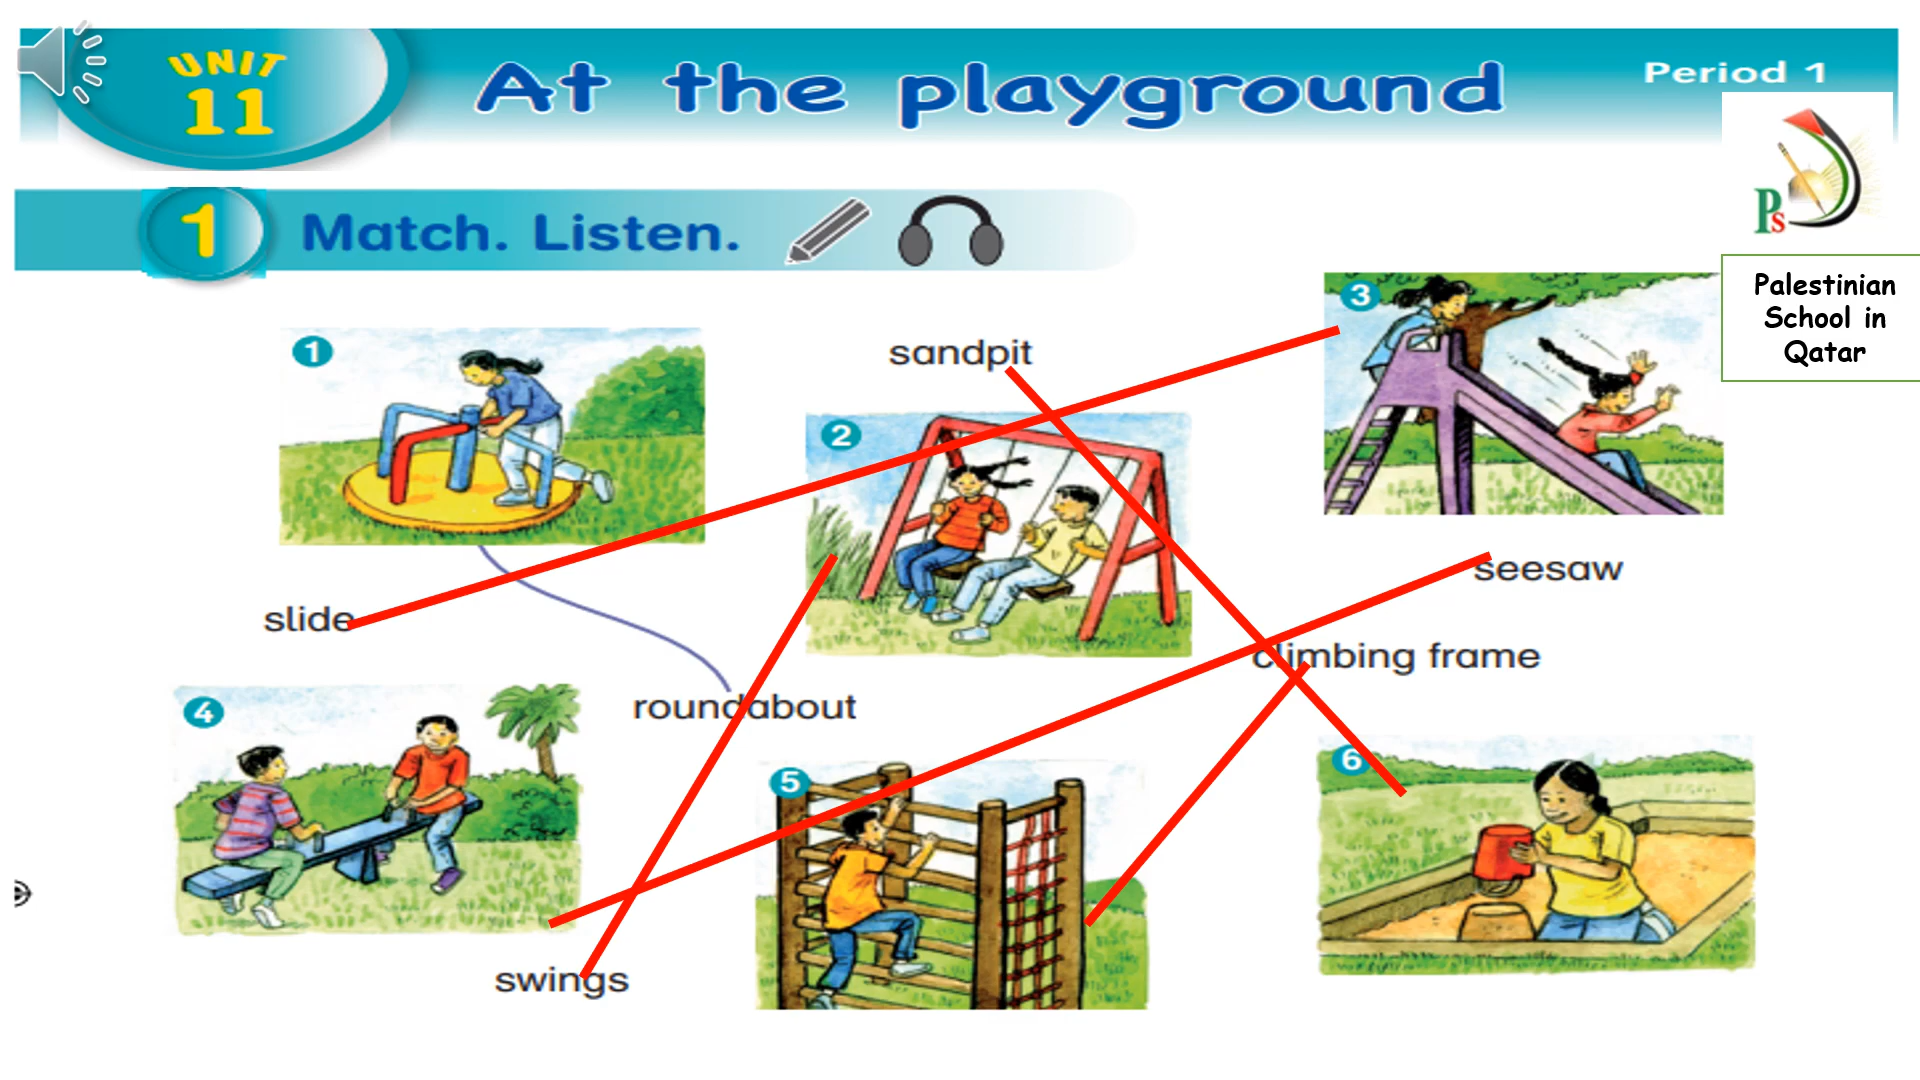 UNIT
11
At the playground
Period 1
Ps
1 Match. Listen.
Palestinian
School in
Qatar
3
1
sandpit
2
seesaw
slide
climbing frame
roundabout
4
5
6
swings